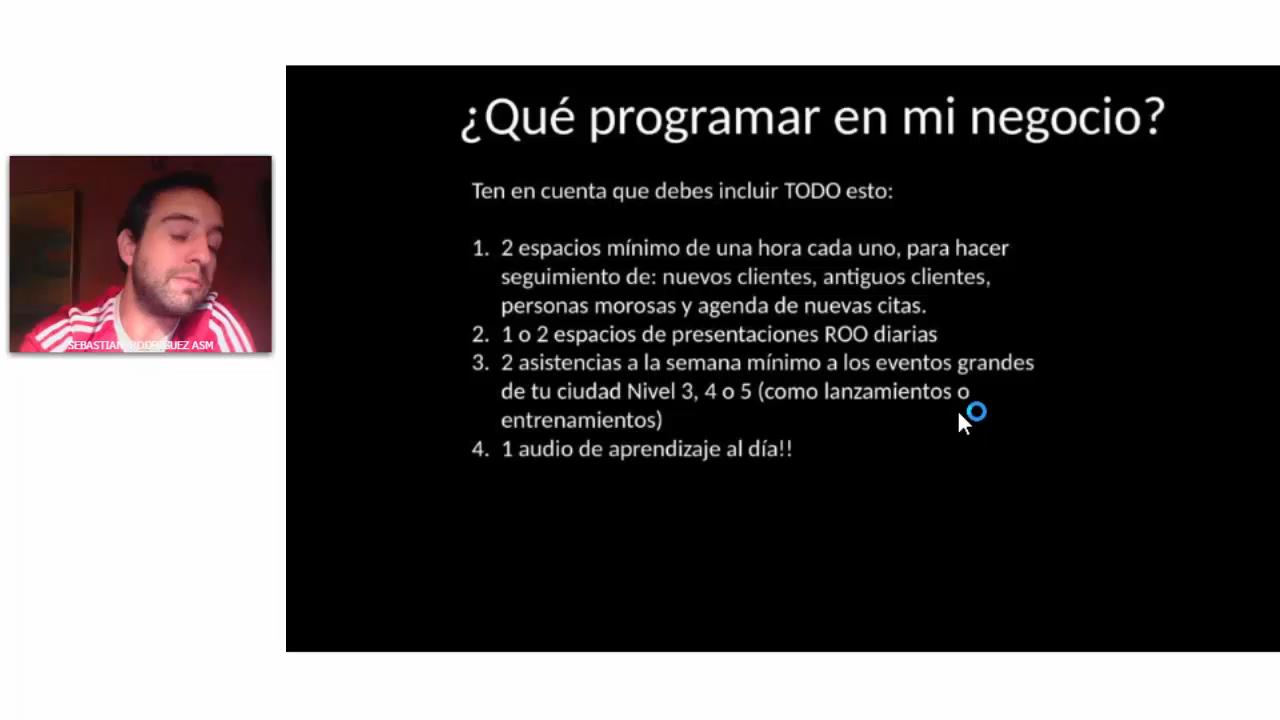 ¿Qué programar en mi negocio?
Ten en cuenta que debes incluir TODO esto:
1. 2 espacios mínimo de una hora cada uno, para hacer
seguimiento de: nuevos clientes, antiguos clientes,
personas morosas y agenda de nuevas citas.
2. 1 o 2 espacios de presentaciones ROO diarias
3. 2 asistencias a la semana mínimo a los eventos grandes
de tu ciudad Nivel 3, 4 o 5 (como lanzamientos o
entrenamientos)
4. 1 audio de aprendizaje al día!!
SEBASTIAN RODRIGUEZ ASM